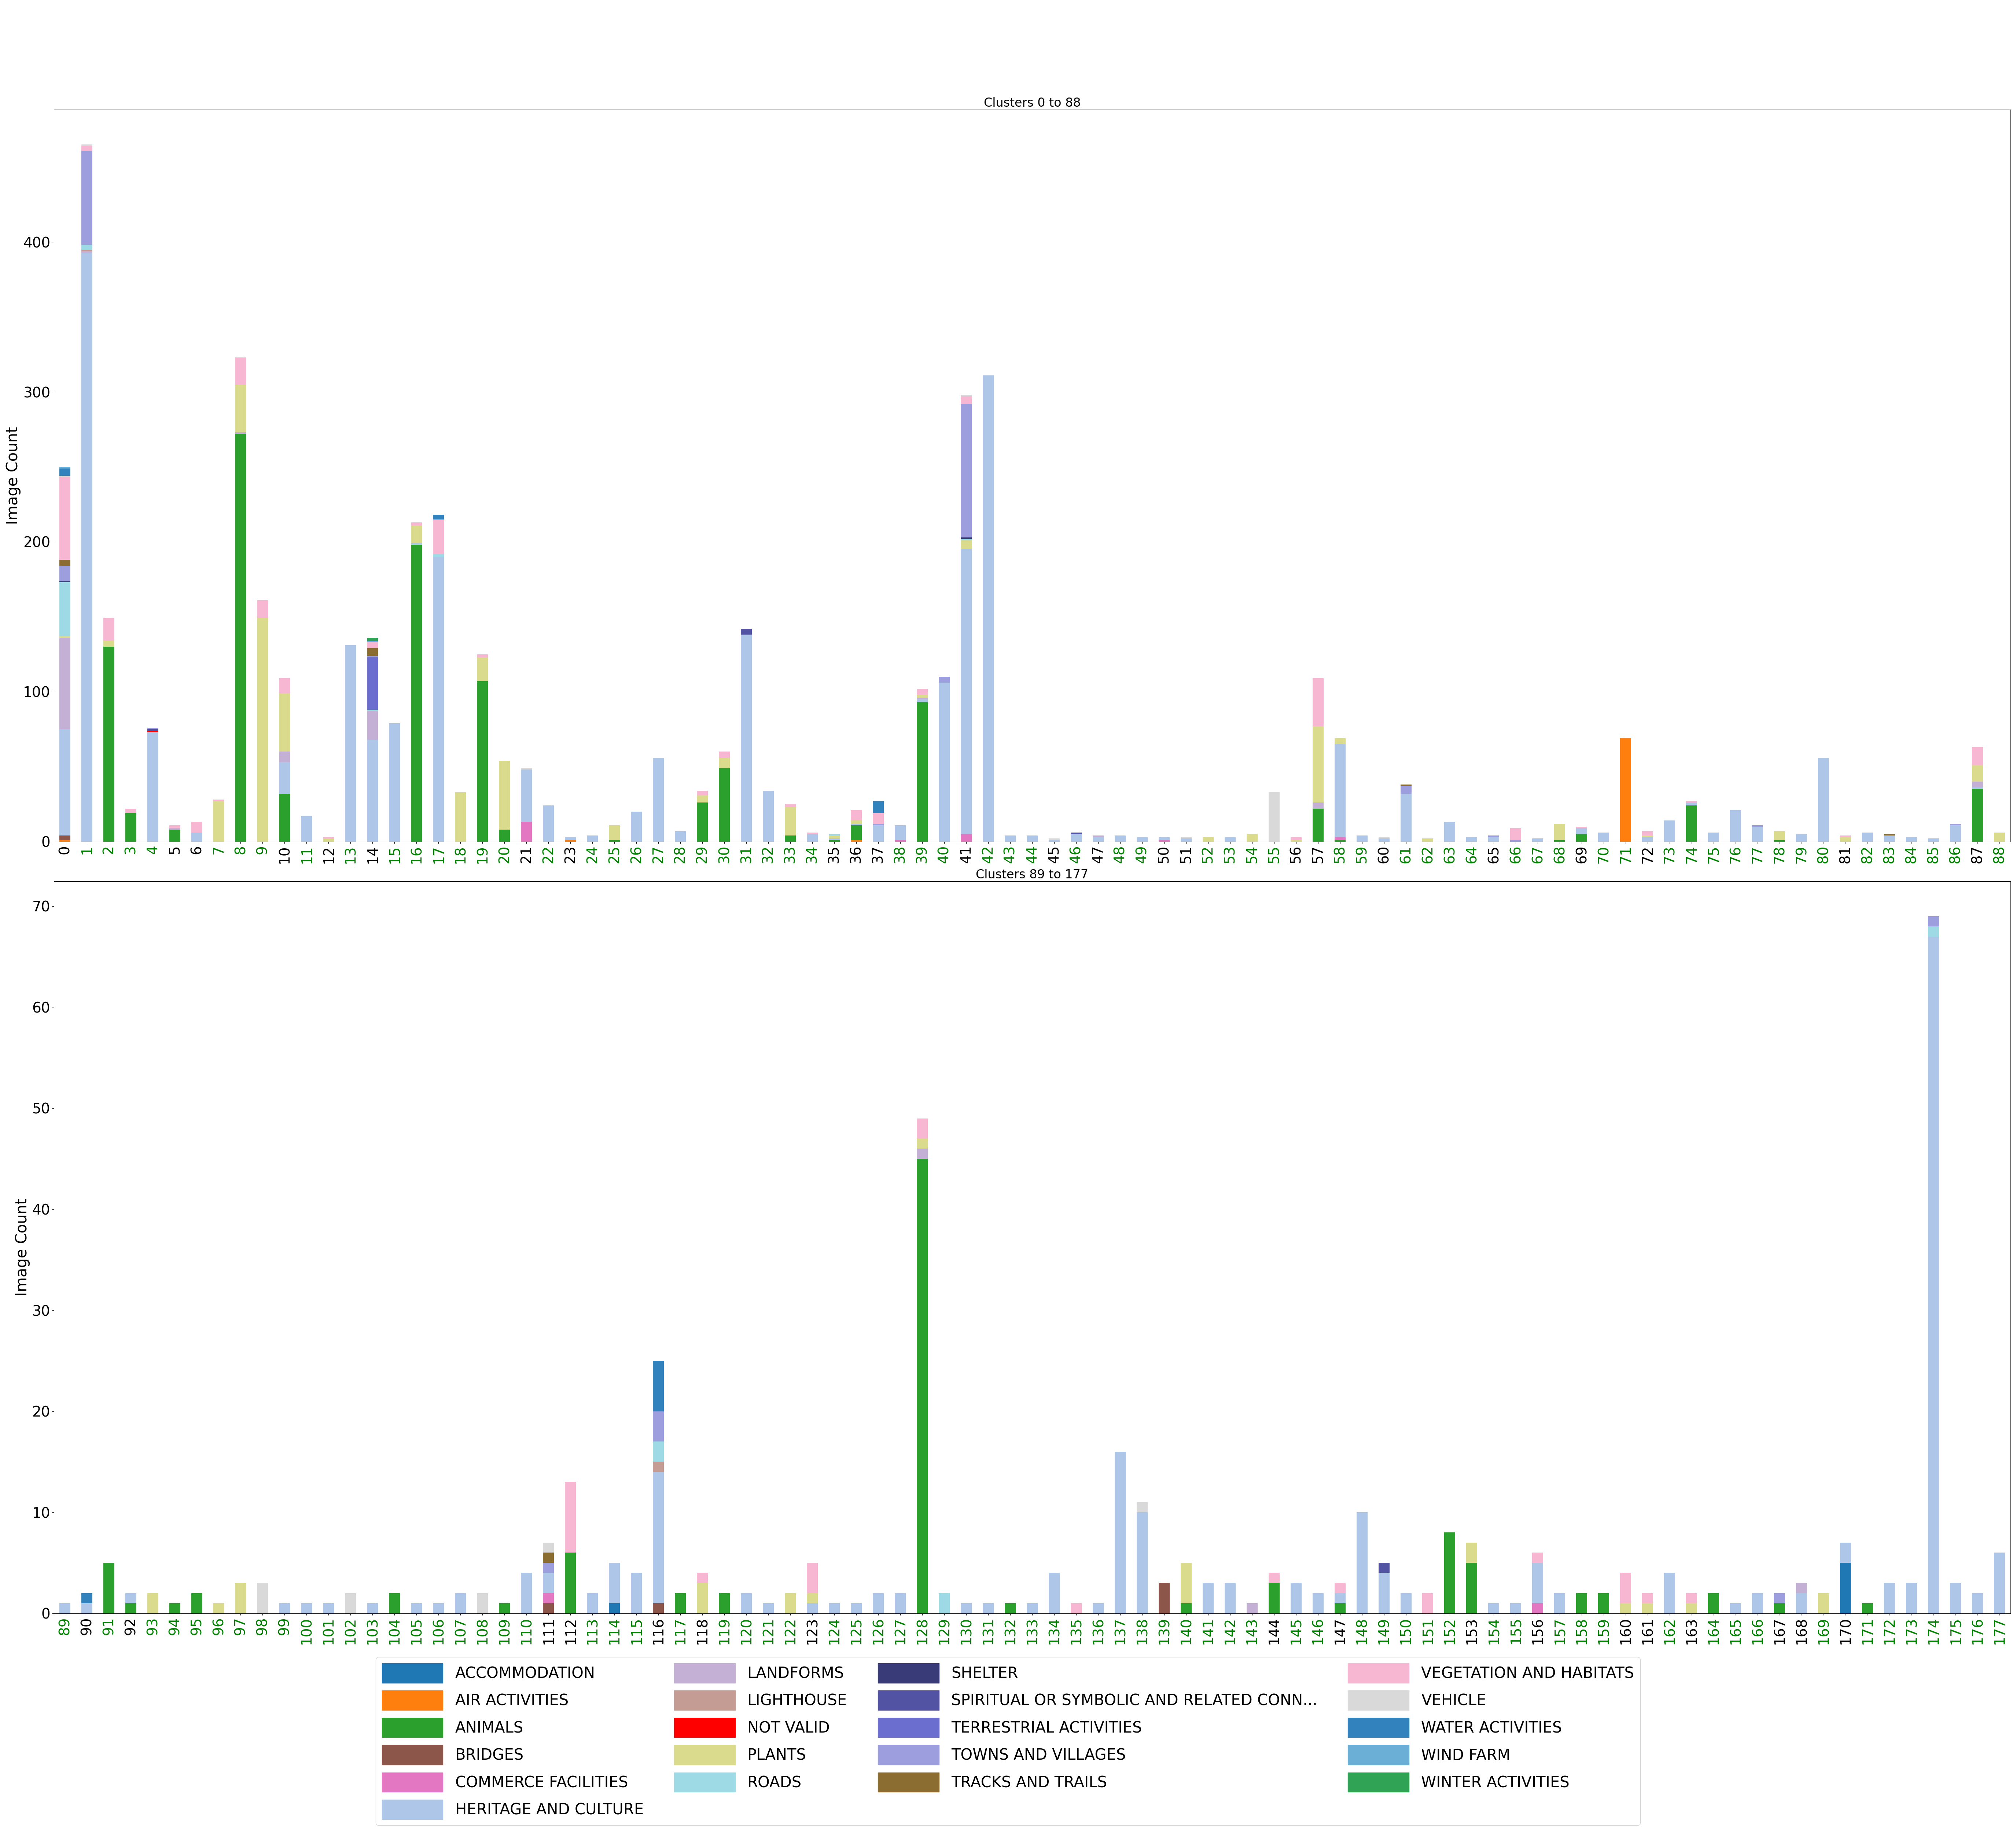 Clusters 0 to 88
Image Count
400
300
200
100
0
0 1 2 3 4 5 6 7 8 9 10 11 12 13 14 15 16 17 18 19 20 21 22 23 24 25 26 27 28 29 30 31 32 33 34 35 36 37 38 39 40 41 42 43 44 45 46 47 48 49 50 51 52 53 54 55 56 57 58 59 60 61 62 63 64 65 66 67 68 69 70 71 72 73 74 75 76 77 78 79 80 81 82 83 84 85 86 87 88
Clusters 89 to 177
Image Count
70
60
50
40
30
20
10
0
89 90 91 92 93 94 95 96 97 98 99 100 101 102 103 104 105 106 107 108 109 110 111 112 113 114 115 116 117 118 119 120 121 122 123 124 125 126 127 128 129 130 131 132 133 134 135 136 137 138 139 140 141 142 143 144 145 146 147 148 149 150 151 152 153 154 155 156 157 158 159 160 161 162 163 164 165 166 167 168 169 170 171 172 173 174 175 176 177
ACCOMMODATION
AIR ACTIVITIES
ANIMALS
BRIDGES
COMMERCE FACILITIES
HERITAGE AND CULTURE
LANDFORMS
LIGHTHOUSE
NOT VALID
PLANTS
ROADS
SHELTER
SPIRITUAL OR SYMBOLIC AND RELATED CONN...
TERRESTRIAL ACTIVITIES
TOWNS AND VILLAGES
TRACKS AND TRAILS
VEGETATION AND HABITATS
VEHICLE
WATER ACTIVITIES
WIND FARM
WINTER ACTIVITIES